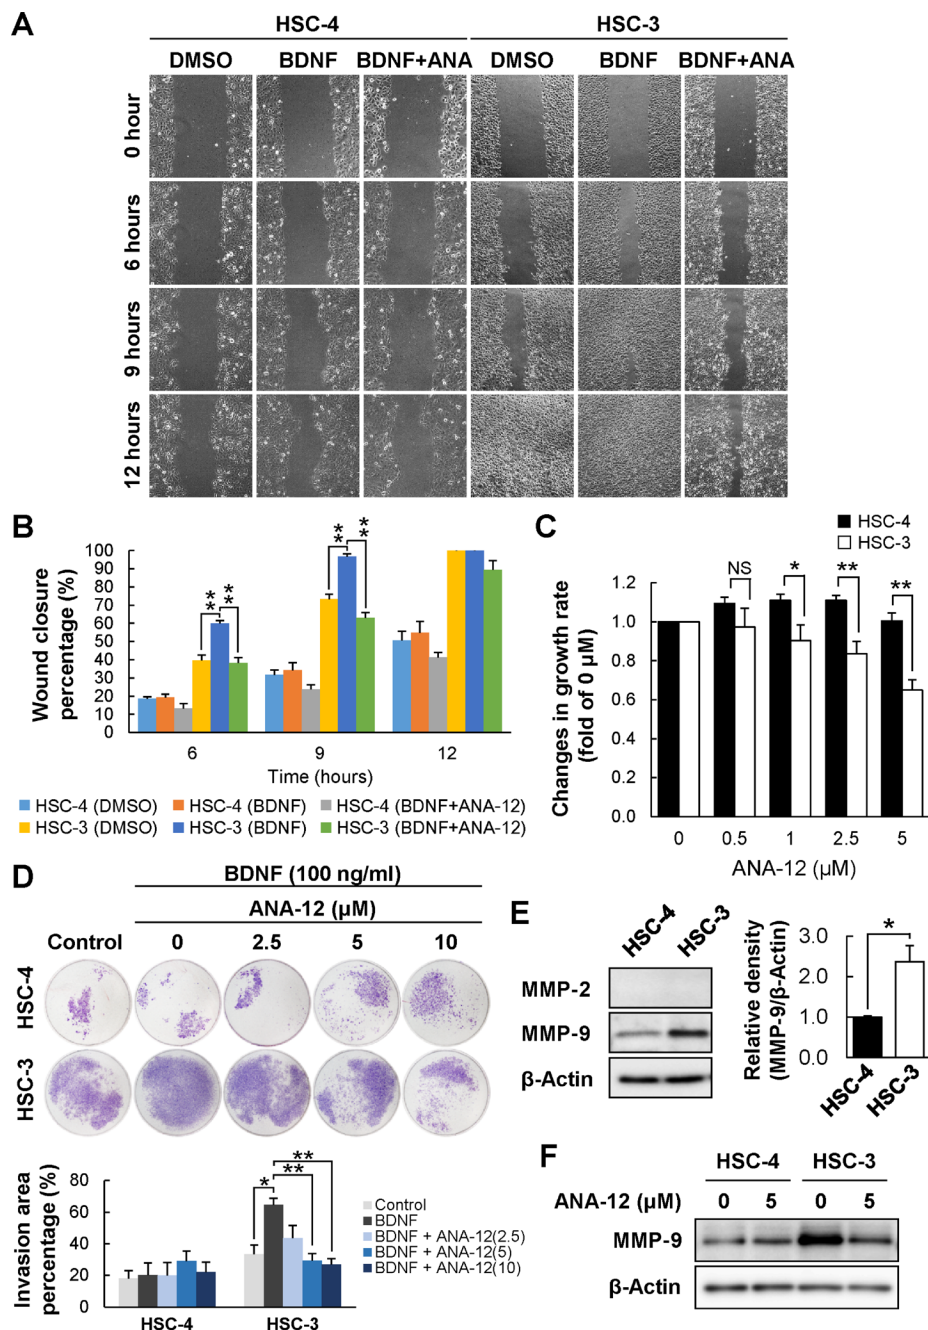 A
HSC-4
HSC-3
DMSO
BDNF
BDNF+ANA
DMSO
BDNF
BDNF+ANA
0 hour
6 hours
9 hours
12 hours
B
Wound closure
percentage (%)
100
90
80
70
60
50
40
30
20
10
0
**
**
**
**
6
9
12
Time (hours)
HSC-4 (DMSO)
HSC-4 (BDNF)
HSC-4 (BDNF+ANA-12)
HSC-3 (DMSO)
HSC-3 (BDNF)
HSC-3 (BDNF+ANA-12)
C
HSC-4
HSC-3
Changes in growth rate
(fold of 0 µM)
1.2
1.0
0.8
0.6
0.4
0
NS
*
**
**
0
0.5
1
2.5
5
ANA-12 (µM)
D
BDNF (100 ng/ml)
ANA-12 (µM)
Control
0
2.5
5
10
HSC-4
HSC-3
Invasion area
percentage (%)
80
60
40
20
0
*
**
**
HSC-4
HSC-3
Control
BDNF
BDNF + ANA-12(2.5)
BDNF + ANA-12(5)
BDNF + ANA-12(10)
E
HSC-4
HSC-3
MMP-2
MMP-9
β-Actin
Relative density
(MMP-9/β-Actin)
3.0
2.0
1.0
0.0
*
HSC-4
HSC-3
F
HSC-4
HSC-3
ANA-12 (µM)
0
5
0
5
MMP-9
β-Actin